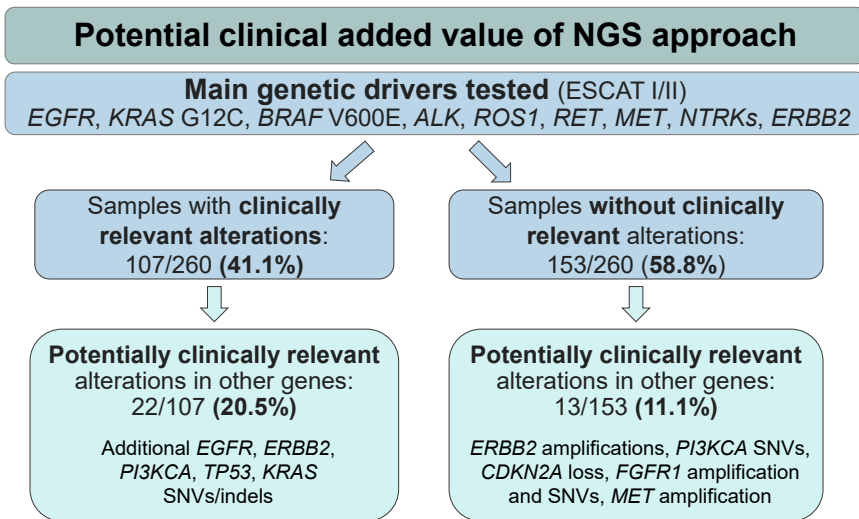 Potential clinical added value of NGS approach
Main genetic drivers tested (ESCAT I/II)
EGFR, KRAS G12C, BRAF V600E, ALK, ROS1, RET, MET, NTRKs, ERBB2
Samples with clinically
relevant alterations:
107/260 (41.1%)
Samples without clinically
relevant alterations:
153/260 (58.8%)
Potentially clinically relevant
alterations in other genes:
22/107 (20.5%)
Additional EGFR, ERBB2,
PI3KCA, TP53, KRAS
SNVs/indels
Potentially clinically relevant
alterations in other genes:
13/153 (11.1%)
ERBB2 amplifications, PI3KCA SNVs,
CDKN2A loss, FGFR1 amplification
and SNVs, MET amplification